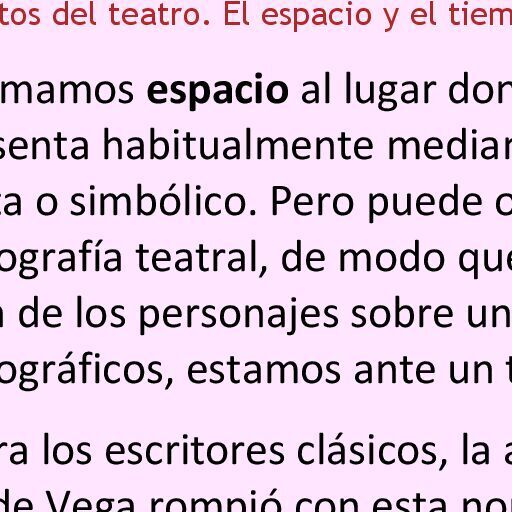 tos del teatro. El espacio y el tiem
mamos espacio al lugar don
senta habitualmente median
ta o simbólico. Pero puede o
ografía teatral, de modo que
n de los personajes sobre un
ográficos, estamos ante un t
ra los escritores clásicos, la a
de Vega rompió con esta nor